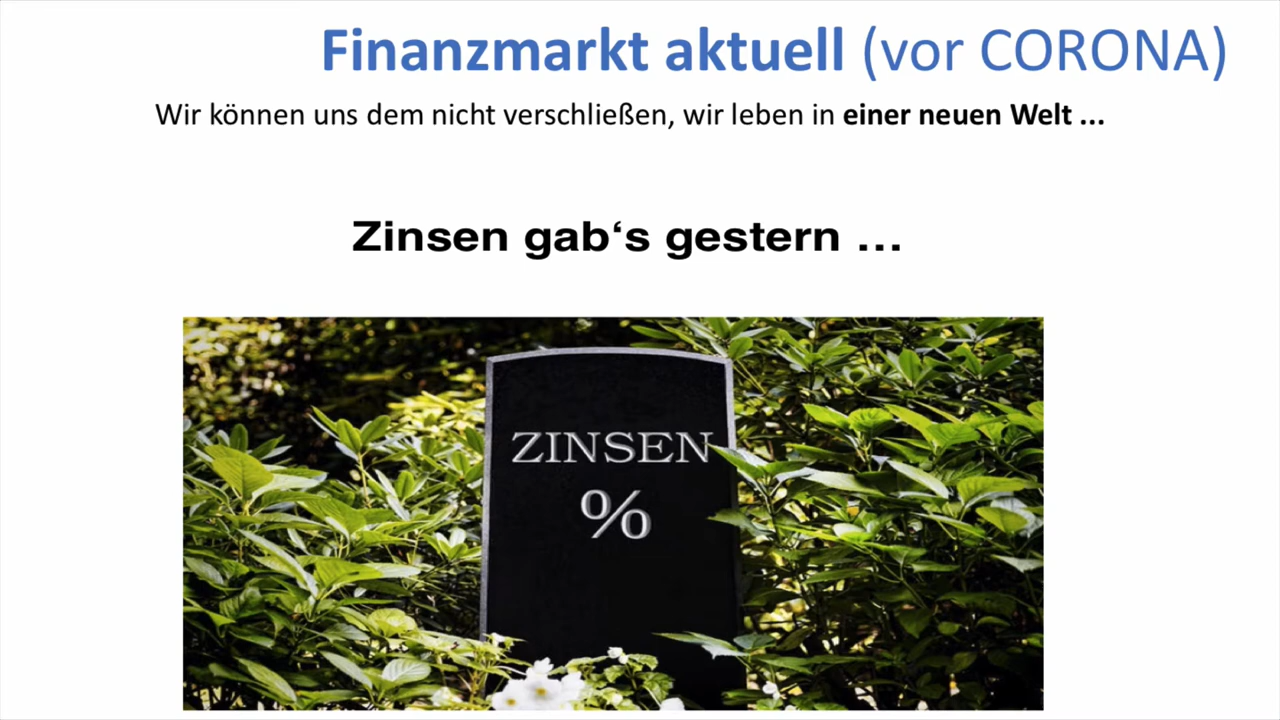 Finanzmarkt aktuell (vor CORONA)
Wir können uns dem nicht verschließen, wir leben in einer neuen Welt ...
Zinsen gab‘s gestern ...
ZINSEN
%